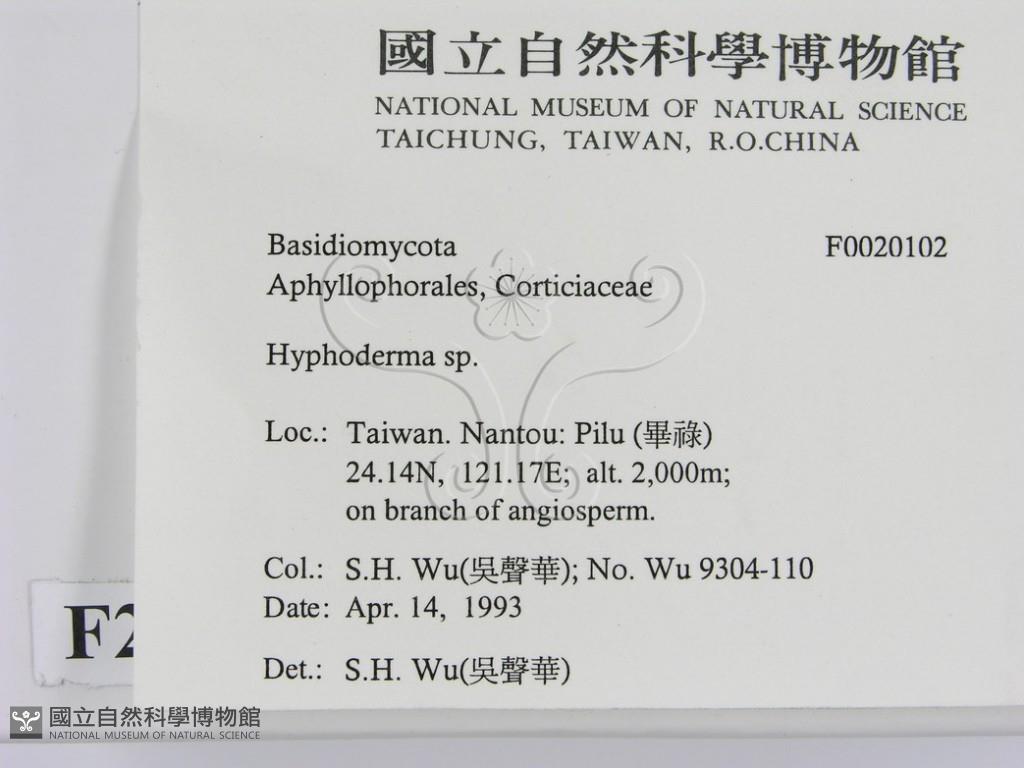 國立自然科學博物館
NATIONAL MUSEUM OF NATURAL SCIENCE
TAICHUNG, TAIWAN, R.O.CHINA
Basidiomycota F0020102
Aphyllophorales, Corticiaceae
Hyphoderma sp.
Loc.: Taiwan. Nantou: Pilu (畢祿)
24.14N, 121.17E; alt. 2,000m;
on branch of angiosperm.
Col.: S.H. Wu(吳聲華); No. Wu 9304-110
Date: Apr. 14, 1993
Det.: S.H. Wu(吳聲華)
F2
國立自然科學博物館
NATIONAL MUSEUM OF NATURAL SCIENCE